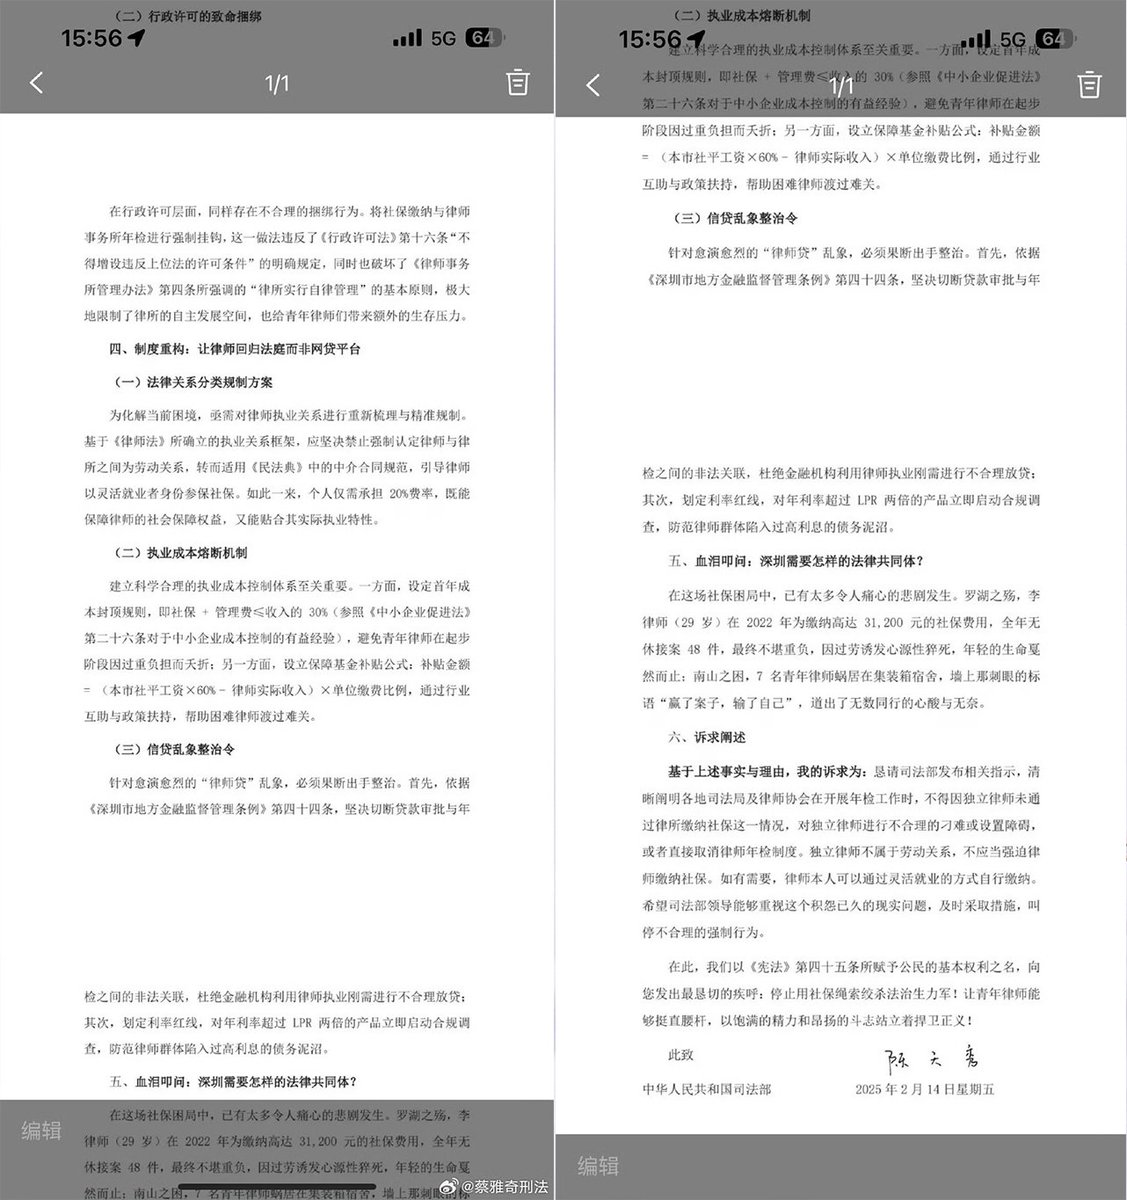 （二）行政许可的致命捆绑
15:56
5G 64
1/1
在行政许可层面，同样存在不合理的捆绑行为。将社保缴纳与律师
事务所年检进行强制挂钩，这一做法违反了《行政许可法》第十六条“不
得增设违反上位法的许可条件”的明确规定，同时也破坏了《律师事务
所管理办法》第四条所强调的“律所实行自律管理”的基本原则，极大
地限制了律所的自主发展空间，也给青年律师们带来额外的生存压力。
四、制度重构：让律师回归法庭而非网贷平台
（一）法律关系分类规制方案
为化解当前困境，亟需对律师执业关系进行重新梳理与精准规制。
基于《律师法》所确立的执业关系框架，应坚决禁止强制认定律师与律
所之间为劳动关系，转而适用《民法典》中的中介合同规范，引导律师
以灵活就业者身份参保社保。如此一来，个人仅需承担 20%费率，既能
保障律师的社会保障权益，又能贴合其实际执业特性。
（二）执业成本熔断机制
建立科学合理的执业成本控制体系至关重要。一方面，设定首年成
本封顶规则，即社保 + 管理费≤收入的 30%（参照《中小企业促进法》
第二十六条对于中小企业成本控制的有益经验），避免青年律师在起步
阶段因过重负担而夭折；另一方面，设立保障基金补贴公式：补贴金额
= （本市社平工资×60% - 律师实际收入）×单位缴费比例，通过行业
互助与政策扶持，帮助困难律师渡过难关。
（三）信贷乱象整治令
针对愈演愈烈的“律师贷”乱象，必须果断出手整治。首先，依据
《深圳市地方金融监督管理条例》第四十四条，坚决切断贷款审批与年
检之间的非法关联，杜绝金融机构利用律师执业刚需进行不合理放贷；
其次，划定利率红线，对年利率超过 LPR 两倍的产品立即启动合规调
查，防范律师群体陷入过高利息的债务泥沼。
五、血泪叩问：深圳需要怎样的法律共同体？
在这场社保困局中，已有太多令人痛心的悲剧发生。罗湖之殇，李
律师（29 岁）在 2022 年为缴纳高达 31,200 元的社保费用，全年无
休接案 48 件，最终不堪重负，因过劳诱发心源性猝死，年轻的生命戛
然而止；南山之困，7 名青年律师蜗居在集装箱宿舍，墙上那刺眼的标
编辑
@蔡雅奇刑法
（二）执业成本熔断机制
15:56
5G 64
1/1
建立科学合理的执业成本控制体系至关重要。一方面，设定首年成
本封顶规则，即社保 + 管理费≤收入的 30%（参照《中小企业促进法》
第二十六条对于中小企业成本控制的有益经验），避免青年律师在起步
阶段因过重负担而夭折；另一方面，设立保障基金补贴公式：补贴金额
= （本市社平工资×60% - 律师实际收入）×单位缴费比例，通过行业
互助与政策扶持，帮助困难律师渡过难关。
（三）信贷乱象整治令
针对愈演愈烈的“律师贷”乱象，必须果断出手整治。首先，依据
《深圳市地方金融监督管理条例》第四十四条，坚决切断贷款审批与年
检之间的非法关联，杜绝金融机构利用律师执业刚需进行不合理放贷；
其次，划定利率红线，对年利率超过 LPR 两倍的产品立即启动合规调
查，防范律师群体陷入过高利息的债务泥沼。
五、血泪叩问：深圳需要怎样的法律共同体？
在这场社保困局中，已有太多令人痛心的悲剧发生。罗湖之殇，李
律师（29 岁）在 2022 年为缴纳高达 31,200 元的社保费用，全年无
休接案 48 件，最终不堪重负，因过劳诱发心源性猝死，年轻的生命戛
然而止；南山之困，7 名青年律师蜗居在集装箱宿舍，墙上那刺眼的标
语“赢了案子，输了自己”，道出了无数同行的心酸与无奈。
六、诉求阐述
基于上述事实与理由，我的诉求为：恳请司法部发布相关指示，清
晰阐明各地司法局及律师协会在开展年检工作时，不得因独立律师未通
过律所缴纳社保这一情况，对独立律师进行不合理的刁难或设置障碍，
或者直接取消律师年检制度。独立律师不属于劳动关系，不应当强迫律
师缴纳社保。如有需要，律师本人可以通过灵活就业的方式自行缴纳。
希望司法部领导能够重视这个积怨已久的现实问题，及时采取措施，叫
停不合理的强制行为。
在此，我们以《宪法》第四十五条所赋予公民的基本权利之名，向
您发出最恳切的疾呼：停止用社保绳索绞杀法治生力军！让青年律师能
够挺直腰杆，以饱满的精力和昂扬的斗志站立着捍卫正义！
此致
陈天秀
中华人民共和国司法部
2025 年 2 月 14 日星期五
编辑